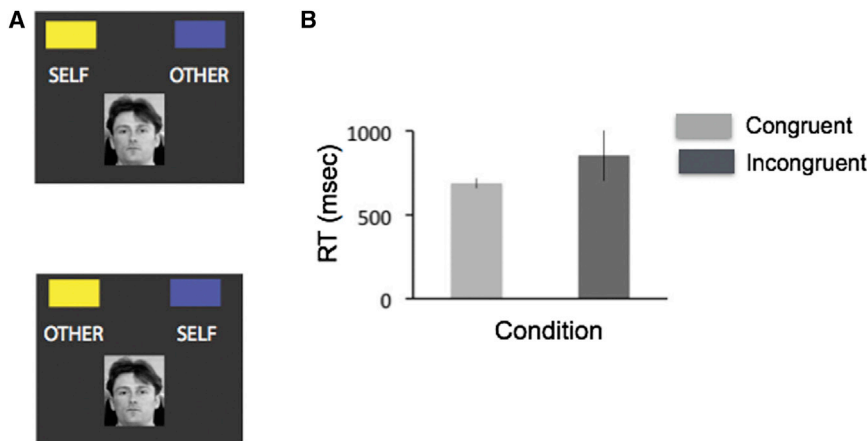 A
SELF OTHER
OTHER SELF
B
1000
500
0
RT (msec)
Condition
Congruent
Incongruent